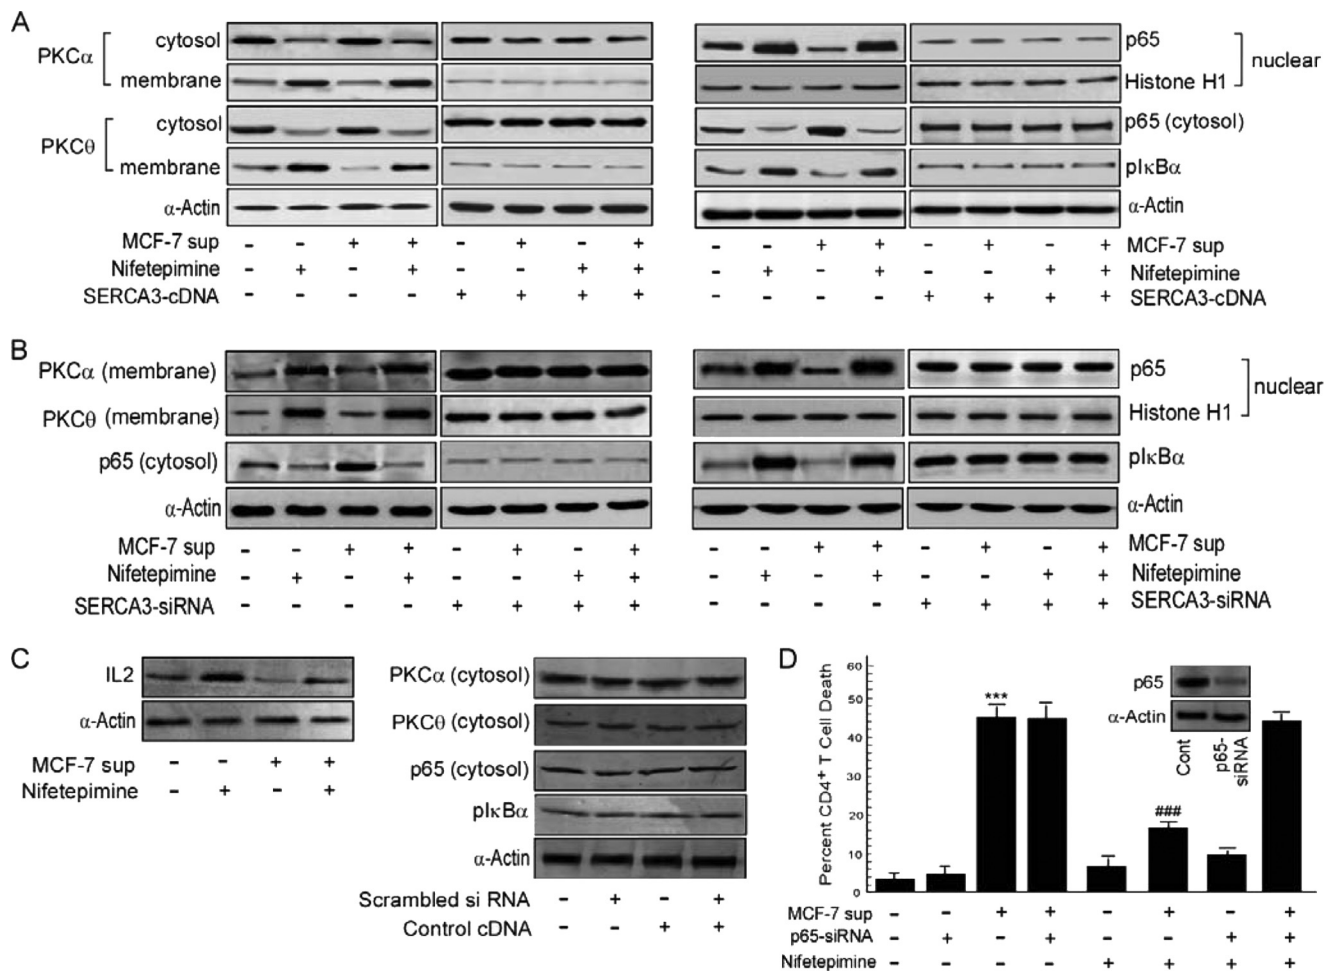 A
PKCα
cytosol
membrane
PKCθ
cytosol
membrane
α-Actin
MCF-7 sup - - + + - + - +
Nifetepimine - + - + - - + +
SERCA3-cDNA - - - - + + + +
p65
Histone H1
nuclear
p65 (cytosol)
pIκBα
α-Actin
- - + + - + - + MCF-7 sup
- + - + - - + + Nifetepimine
- - - - + + + + SERCA3-cDNA
B
PKCα (membrane)
PKCθ (membrane)
p65 (cytosol)
α-Actin
MCF-7 sup - - + + - + - +
Nifetepimine - + - + - - + +
SERCA3-siRNA - - - - + + + +
p65
Histone H1
nuclear
pIκBα
α-Actin
- - + + - + - + MCF-7 sup
- + - + - - + + Nifetepimine
- - - - + + + + SERCA3-siRNA
C
IL2
α-Actin
MCF-7 sup - - + +
Nifetepimine - + - +
PKCα (cytosol)
PKCθ (cytosol)
p65 (cytosol)
pIκBα
α-Actin
Scrambled si RNA - + - +
Control cDNA - - + +
D
Percent CD4+ T Cell Death
60
50
40
30
20
10
0
***
###
p65
α-Actin
Cont
p65-
siRNA
MCF-7 sup - - + + - + - +
p65-siRNA - + - + - - + +
Nifetepimine - - - - + + + +